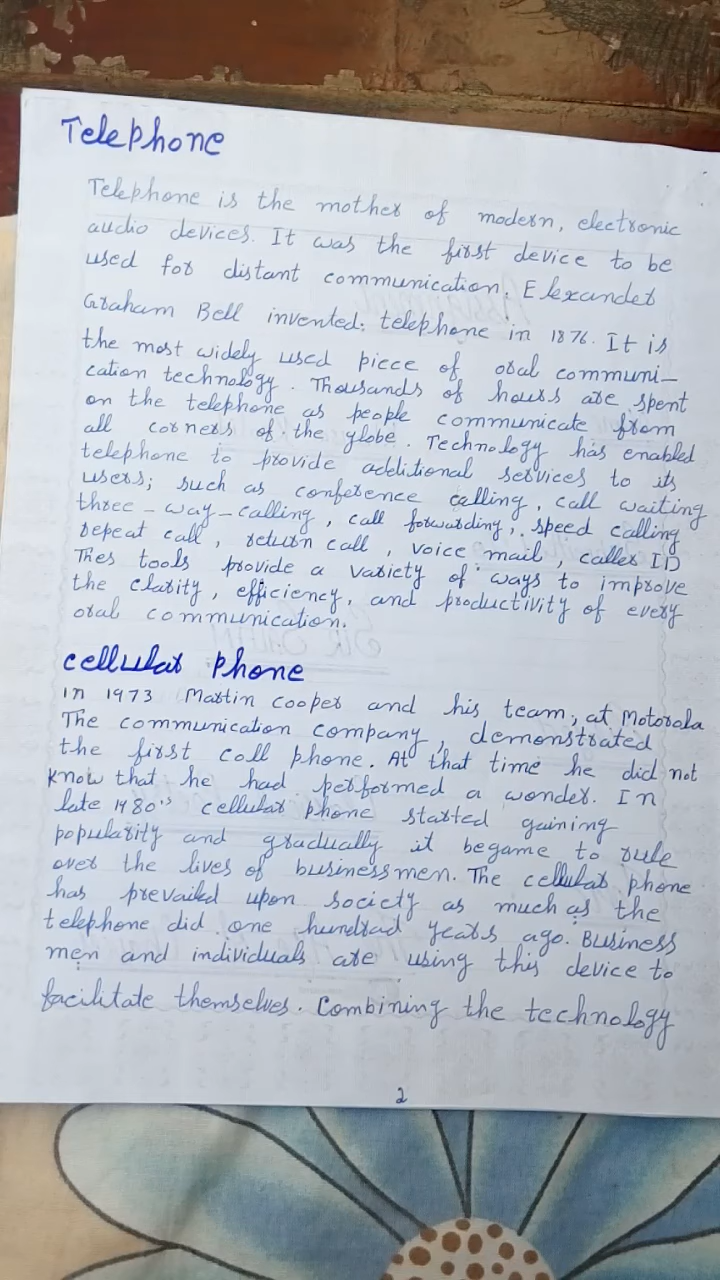 Telephone
Telephone is the mother of modern, electronic
audio devices. It was the first device to be
used for distant communication. Elexander
Graham Bell invented. telephone in 1876. It is
the most widely used piece of oral communi-
cation technology. Thousands of hours are spent
on the telephone as people communicate from
all corners of the globe. Technology has enabled
telephone to provide additional services to its
users; such as conference calling, call waiting
three-way-calling, call forwarding, speed calling
repeat call, return call, voice mail, caller ID
Thes tools provide a variety of ways to improve
the clarity, efficiency, and productivity of every
oral communication.
cellular phone
in 1973 Martin cooper and his team, at Motorola
The communication company, demonstrated
the first coll phone. At that time he did not
know that he had performed a wonder. In
late 1980's cellular phone started gaining
popularity and gradually it begame to rule
over the lives of businessmen. The cellular phone
has prevailed upon society as much as the
telephone did one hundrad years ago. Business
men and individuals are using this device to
facilitate themselves. Combining the technology
2